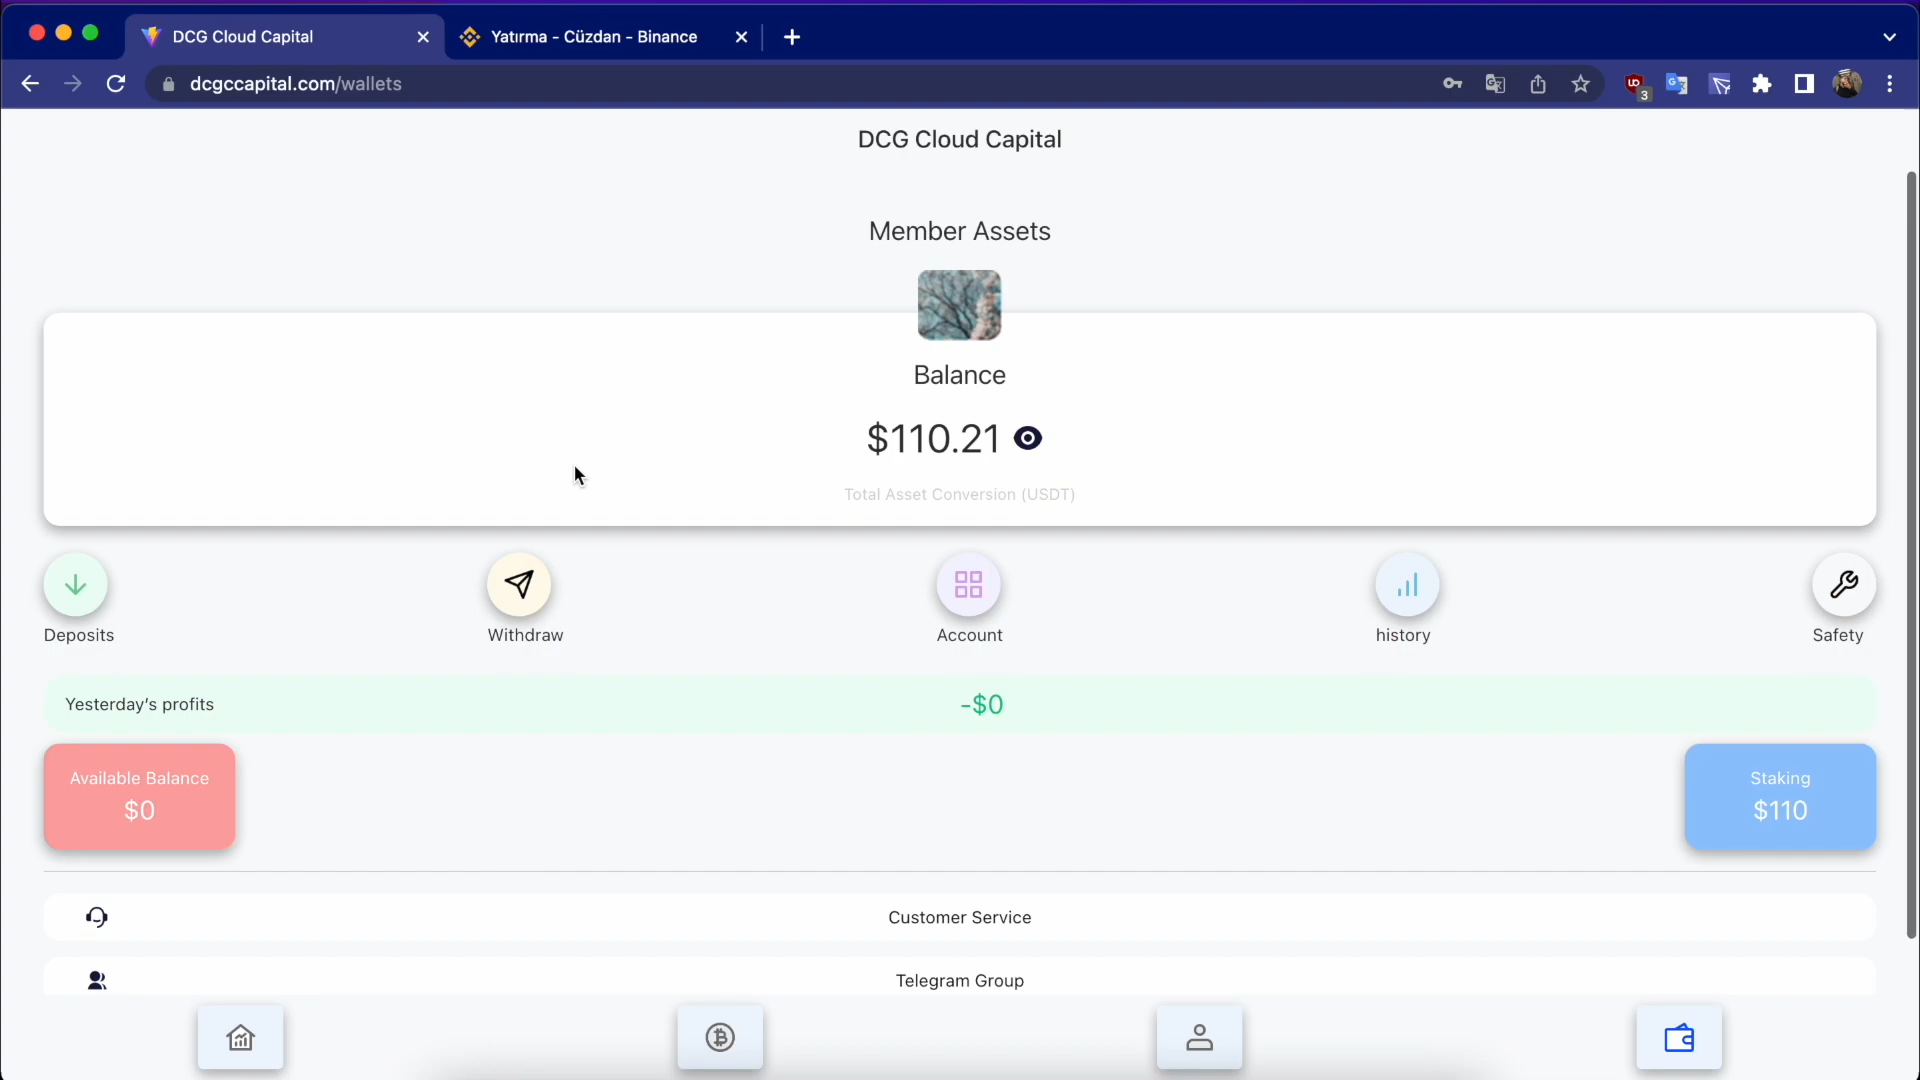 DCG Cloud Capital
Yatırma - Cüzdan - Binance
dcgccapital.com/wallets
3
DCG Cloud Capital
Member Assets
Balance
$110.21
Total Asset Conversion (USDT)
Deposits
Withdraw
Account
history
Safety
Yesterday's profits
-$0
Available Balance
$0
Staking
$110
Customer Service
Telegram Group